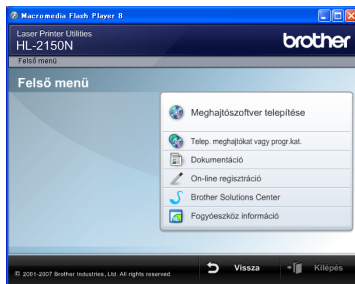 Macromedia Flash Player 8
Laser Printer Utilities
HL-2150N
brother
Felső menü
Felső menü
Meghajtószoftver telepítése
Telep. meghajtókat vagy progr.kat.
Dokumentáció
On-line regisztráció
Brother Solutions Center
Fogyóeszköz információ
© 2001-2007 Brother Industries, Ltd. All rights reserved.
Vissza
Kilépés